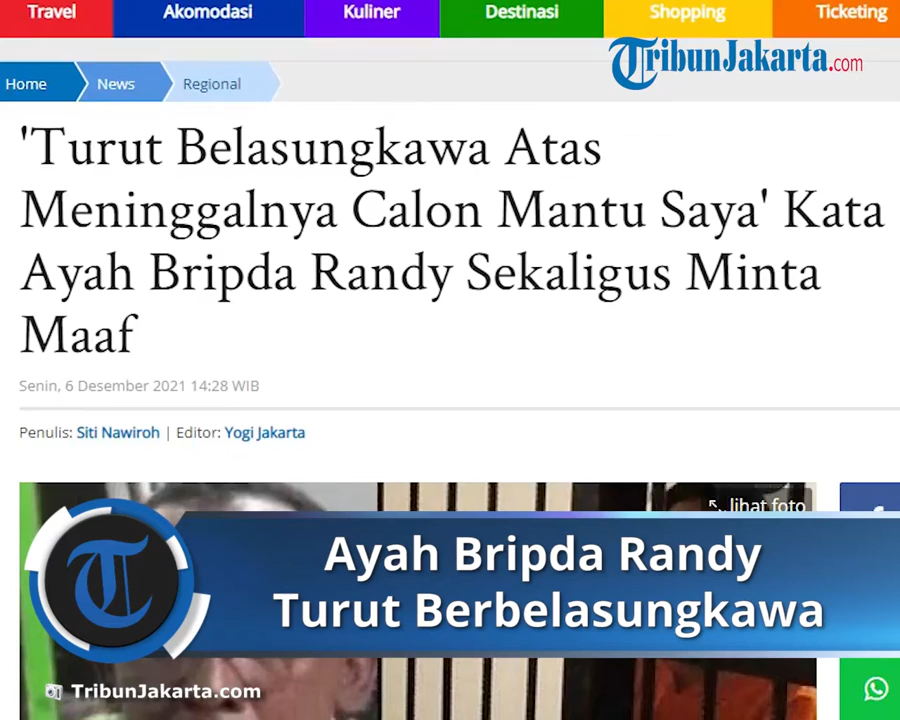 Travel Akomodasi Kuliner Destinasi Shopping Ticketing
TribunJakarta.com
Home News Regional
'Turut Belasungkawa Atas
Meninggalnya Calon Mantu Saya' Kata
Ayah Bripda Randy Sekaligus Minta
Maaf
Senin, 6 Desember 2021 14:28 WIB
Penulis: Siti Nawiroh | Editor: Yogi Jakarta
lihat foto
Ayah Bripda Randy
Turut Berbelasungkawa
TribunJakarta.com